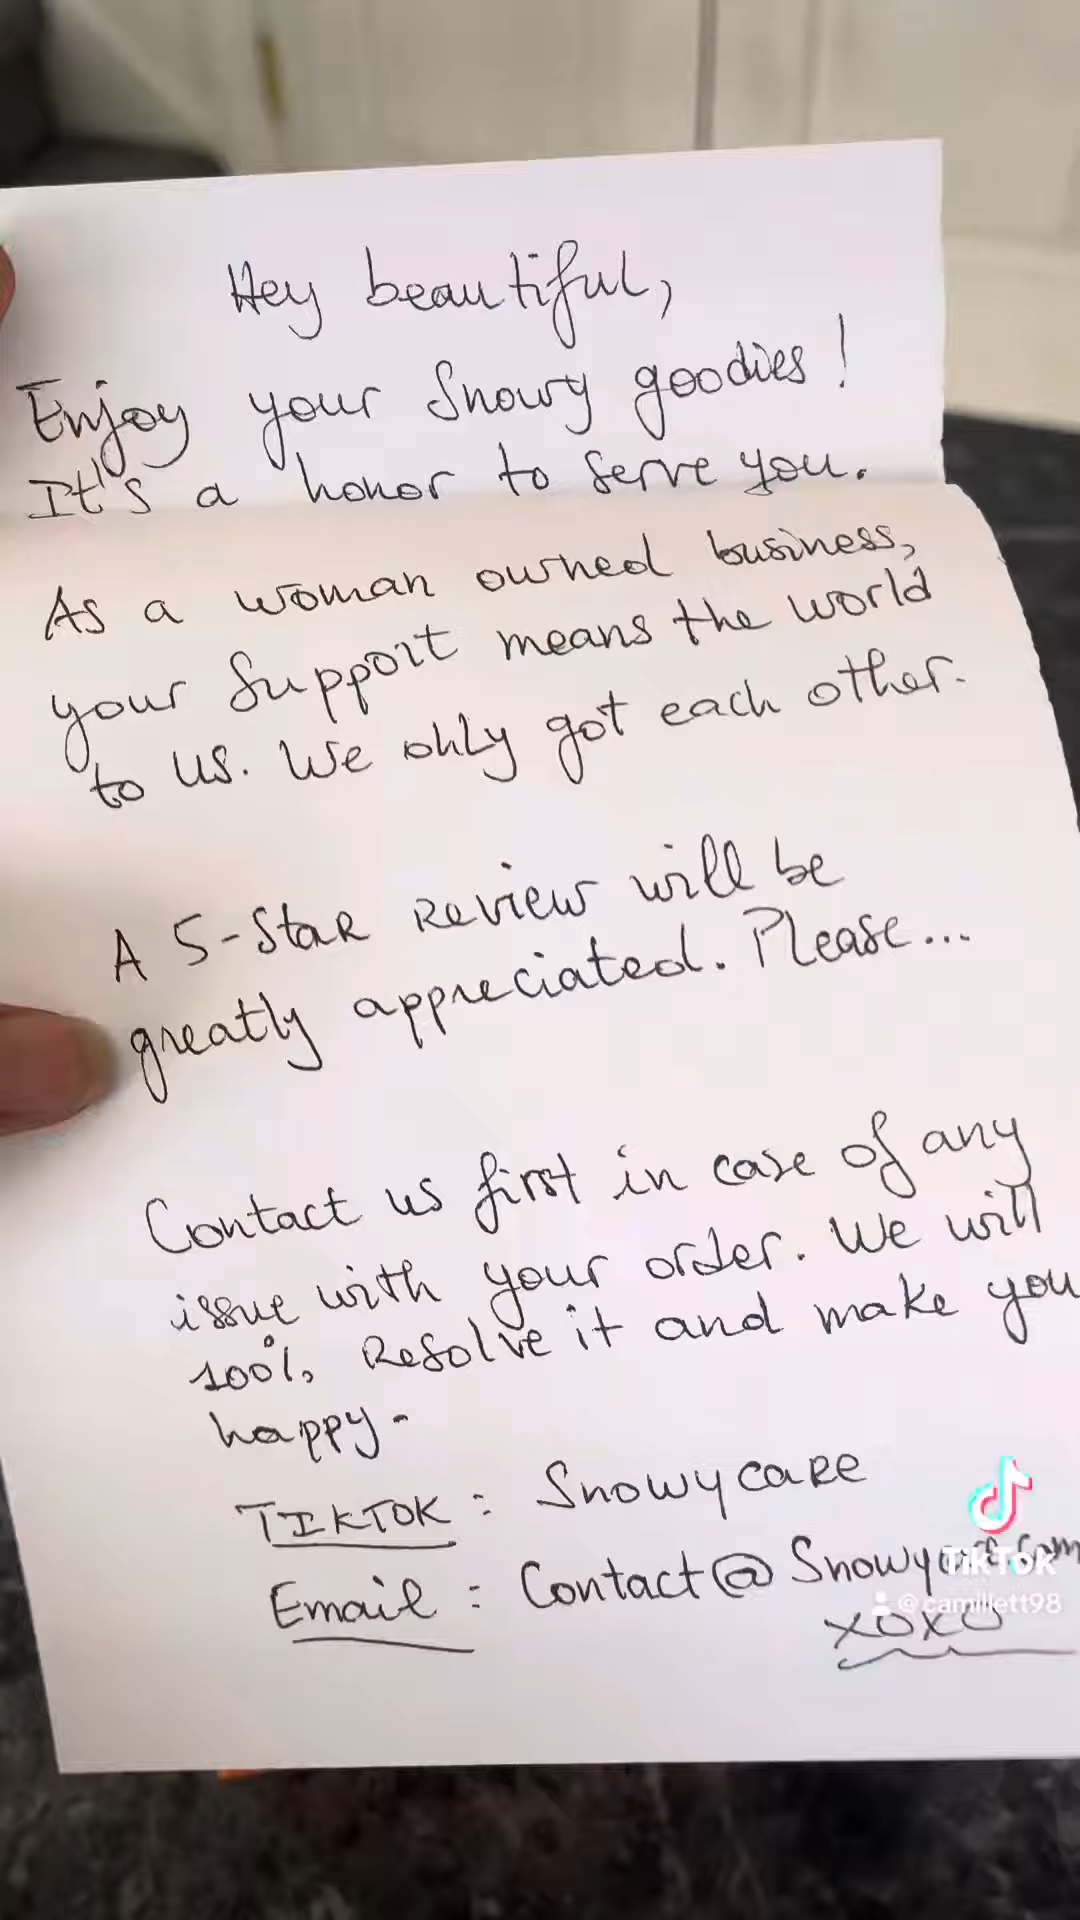 Hey beautiful,
Enjoy your Snowy goodies!
It's a honor to serve you.
As a woman owned business,
your support means the world
to us. We only got each other.
A 5-Star Review will be
greatly appreciated. Please...
Contact us first in case of any
issue with your order. We will
100% Resolve it and make you
happy.
TIKTOK : Snowycare
Email : Contact@Snowycare.com
XOXO
TikTok
@camillett98